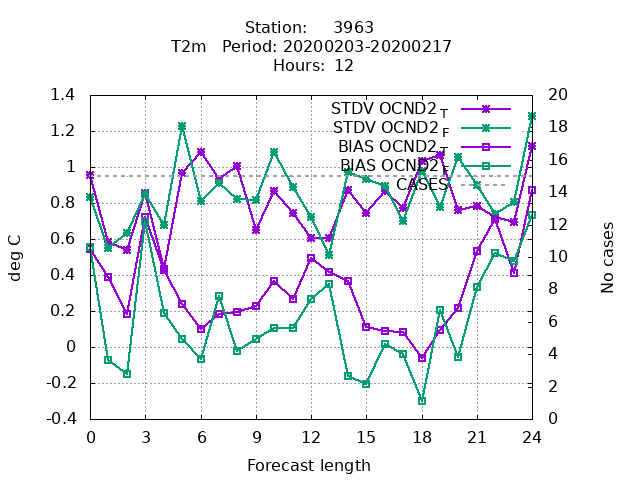 Station:     3963
T2m   Period: 20200203-20200217
Hours:  12
1.4
1.2
1
0.8
0.6
0.4
0.2
0
-0.2
-0.4
20
18
16
14
12
10
8
6
4
2
0
STDV OCND2_T
STDV OCND2_F
BIAS OCND2_T
BIAS OCND2_F
CASES
deg C
No cases
0 3 6 9 12 15 18 21 24
Forecast length